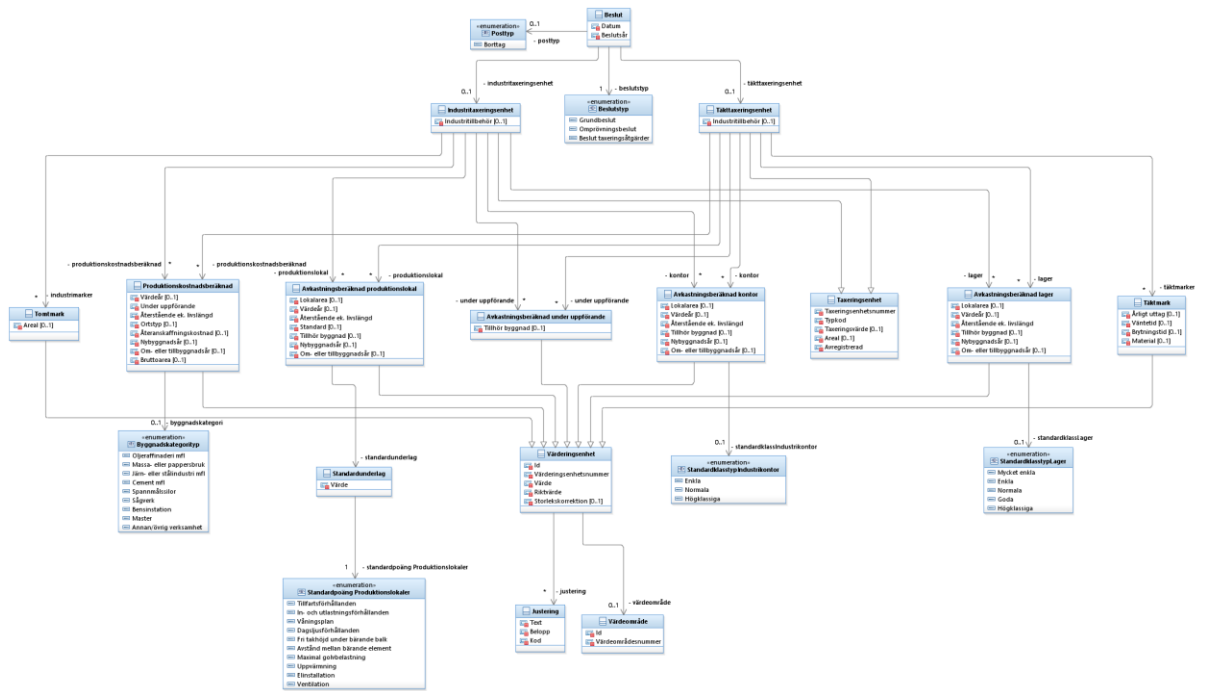 Beslut
Datum
Beslutsår
«enumeration»
Posttyp
Borttag
0..1
- posttyp
- industritaxeringsenhet
0..1
1
- beslutstyp
- täkttaxeringsenhet
0..1
Industritaxeringsenhet
Industritillbehör [0..1]
«enumeration»
Beslutstyp
Grundbeslut
Omprövningsbeslut
Beslut taxeringsåtgärder
Täkttaxeringsenhet
Industritillbehör [0..1]
- produktionskostnadsberäknad
*
*
- produktionskostnadsberäknad
- produktionslokal
*
*
- produktionslokal
- under uppförande
*
*
- under uppförande
- kontor
*
*
- kontor
- lager
*
*
- lager
*
- industrimarker
*
- täktmarker
Tomtmark
Areal [0..1]
Produktionskostnadsberäknad
Värdeår [0..1]
Under uppförande
Återstående ek. livslängd
Ortstyp [0..1]
Återanskaffningskostnad [0..1]
Nybyggnadsår [0..1]
Om- eller tillbyggnadsår [0..1]
Bruttoarea [0..1]
Avkastningsberäknad produktionslokal
Lokalarea [0..1]
Värdeår [0..1]
Återstående ek. livslängd
Standard [0..1]
Tillhör byggnad [0..1]
Nybyggnadsår [0..1]
Om- eller tillbyggnadsår [0..1]
Avkastningsberäknad under uppförande
Tillhör byggnad [0..1]
Avkastningsberäknad kontor
Lokalarea [0..1]
Värdeår [0..1]
Återstående ek. livslängd
Tillhör byggnad [0..1]
Nybyggnadsår [0..1]
Om- eller tillbyggnadsår [0..1]
Taxeringsenhet
Taxeringsenhetsnummer
Typkod
Taxeringsvärde [0..1]
Areal [0..1]
Avregistrerad
Avkastningsberäknad lager
Lokalarea [0..1]
Värdeår [0..1]
Återstående ek. livslängd
Tillhör byggnad [0..1]
Nybyggnadsår [0..1]
Om- eller tillbyggnadsår [0..1]
Täktmark
Årligt uttag [0..1]
Väntetid [0..1]
Brytningstid [0..1]
Material [0..1]
0..1
- byggnadskategori
«enumeration»
Byggnadskategorityp
Oljeraffinaderi mfl
Massa- eller pappersbruk
Järn- eller stålindustri mfl
Cement mfl
Spannmålssilor
Sågverk
Bensinstation
Master
Annan/övrig verksamhet
- standardunderlag
Standardunderlag
Värde
Värderingsenhet
Id
Värderingsenhetsnummer
Värde
Riktvärde
Storlekskorrektion [0..1]
0..1
- standardklassIndustrikontor
«enumeration»
StandardklasstypIndustrikontor
Enkla
Normala
Högklassiga
0..1
- standardklassLager
«enumeration»
StandardklasstypLager
Mycket enkla
Enkla
Normala
Goda
Högklassiga
1
- standardpoäng Produktionslokaler
«enumeration»
Standardpoäng Produktionslokaler
Tillfartsförhållanden
In- och utlastningsförhållanden
Våningsplan
Dagsljusförhållanden
Fri takhöjd under bärande balk
Avstånd mellan bärande element
Maximal golvbelastning
Uppvärmning
Elinstallation
Ventilation
*
- justering
0..1
- värdeområde
Justering
Text
Belopp
Kod
Värdeområde
Id
Värdeområdesnummer